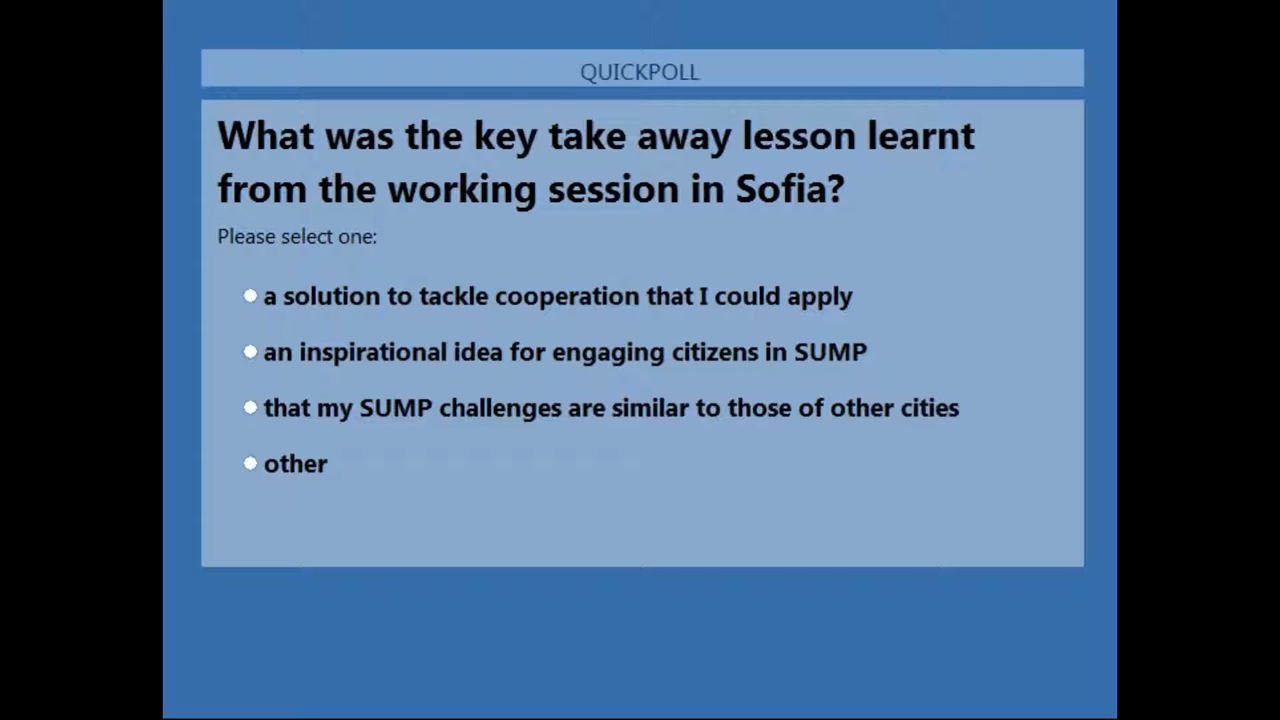 QUICKPOLL
What was the key take away lesson learnt
from the working session in Sofia?
Please select one:
a solution to tackle cooperation that I could apply
an inspirational idea for engaging citizens in SUMP
that my SUMP challenges are similar to those of other cities
other